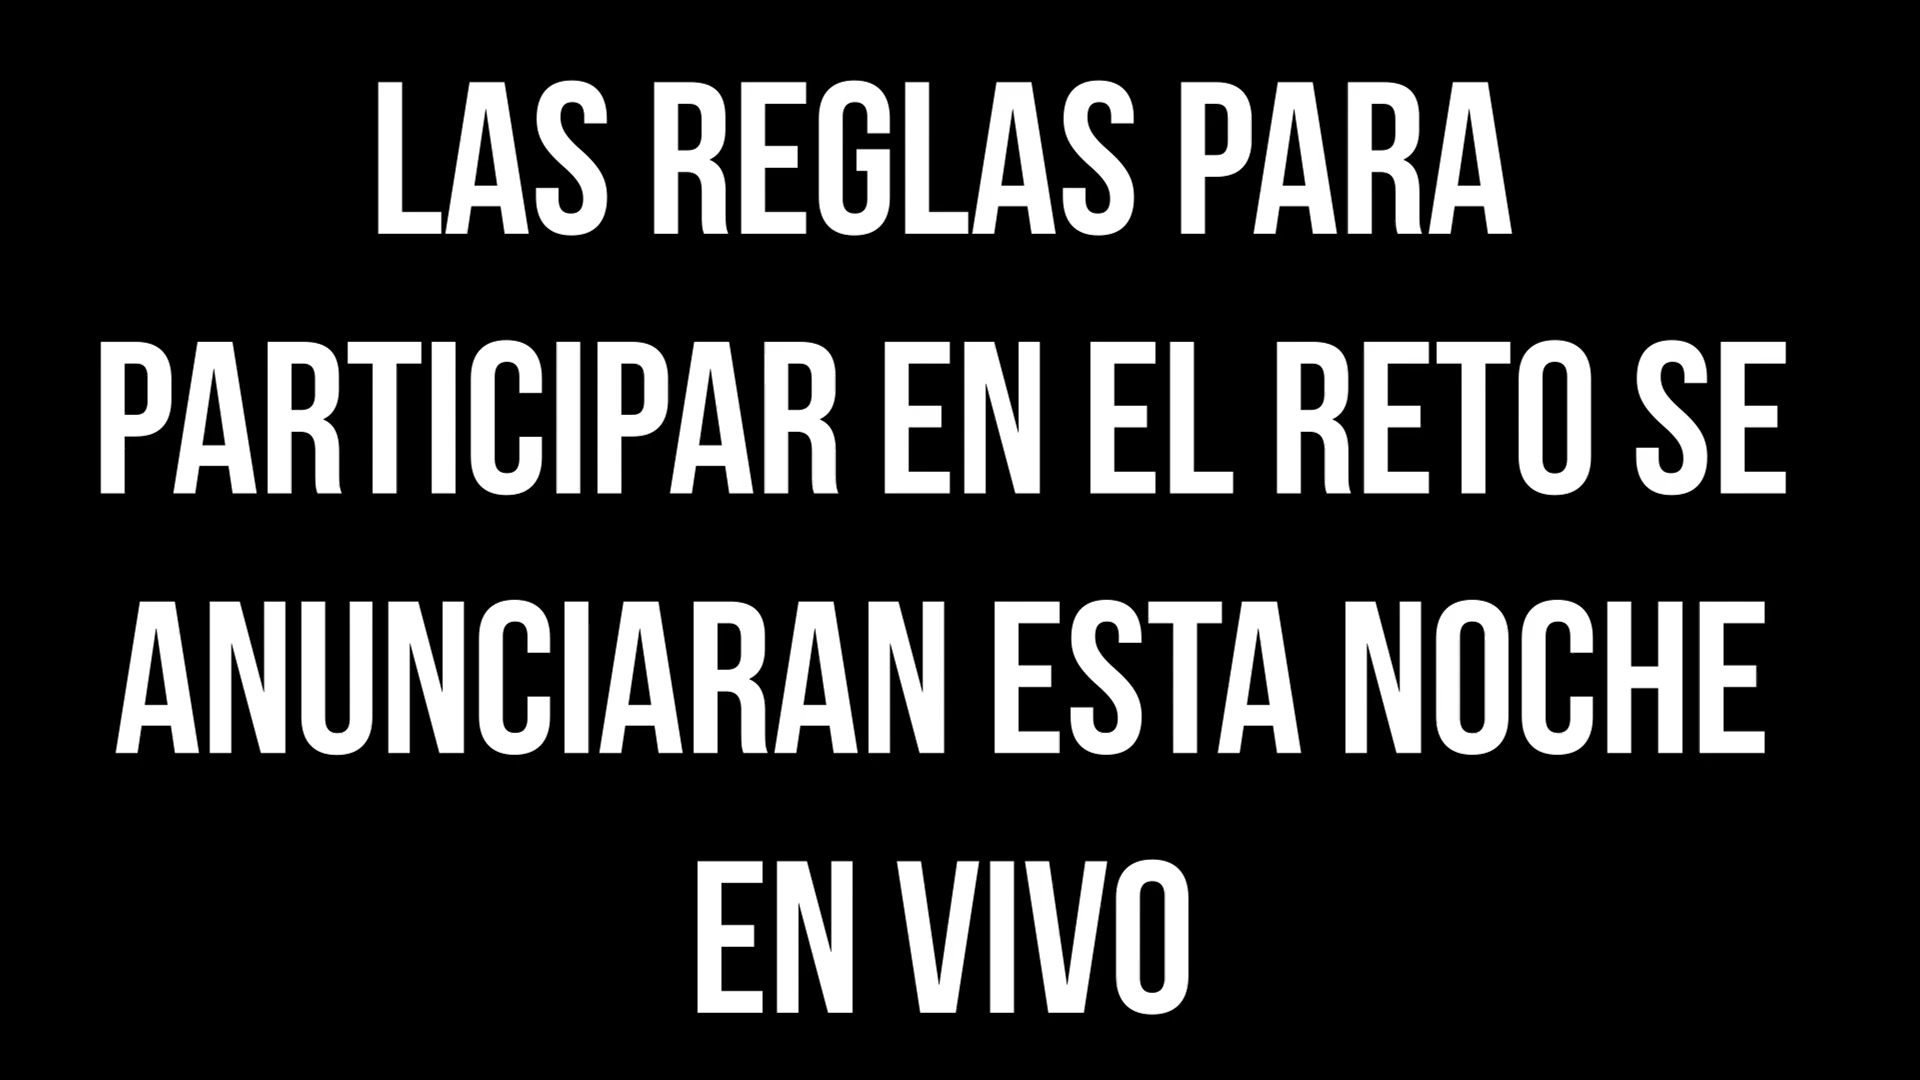 LAS REGLAS PARA
PARTICIPAR EN EL RETO SE
ANUNCIARAN ESTA NOCHE
EN VIVO